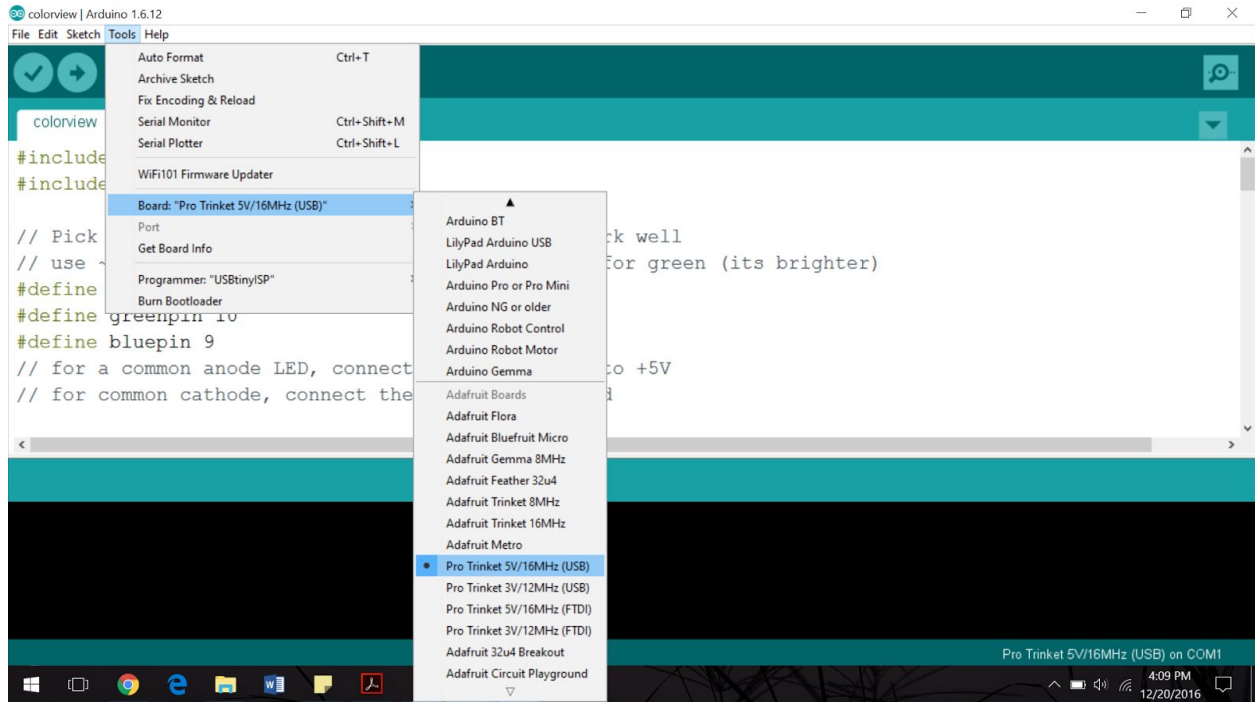 colorview | Arduino 1.6.12
File Edit Sketch Tools Help
Auto Format Ctrl+T
Archive Sketch
Fix Encoding & Reload
Serial Monitor Ctrl+Shift+M
Serial Plotter Ctrl+Shift+L
WiFi101 Firmware Updater
Board: "Pro Trinket 5V/16MHz (USB)"
Port
Get Board Info
Programmer: "USBtinyISP"
Burn Bootloader
Arduino BT
LilyPad Arduino USB
LilyPad Arduino
Arduino Pro or Pro Mini
Arduino NG or older
Arduino Robot Control
Arduino Robot Motor
Arduino Gemma
Adafruit Boards
Adafruit Flora
Adafruit Bluefruit Micro
Adafruit Gemma 8MHz
Adafruit Feather 32u4
Adafruit Trinket 8MHz
Adafruit Trinket 16MHz
Adafruit Metro
Pro Trinket 5V/16MHz (USB)
Pro Trinket 3V/12MHz (USB)
Pro Trinket 5V/16MHz (FTDI)
Pro Trinket 3V/12MHz (FTDI)
Adafruit 32u4 Breakout
Adafruit Circuit Playground
colorview
#include
#include
// Pick well
// use ~ for green (its brighter)
#define
#define greenpin 10
#define bluepin 9
// for a common anode LED, connect to +5V
// for common cathode, connect the
Pro Trinket 5V/16MHz (USB) on COM1
4:09 PM
12/20/2016